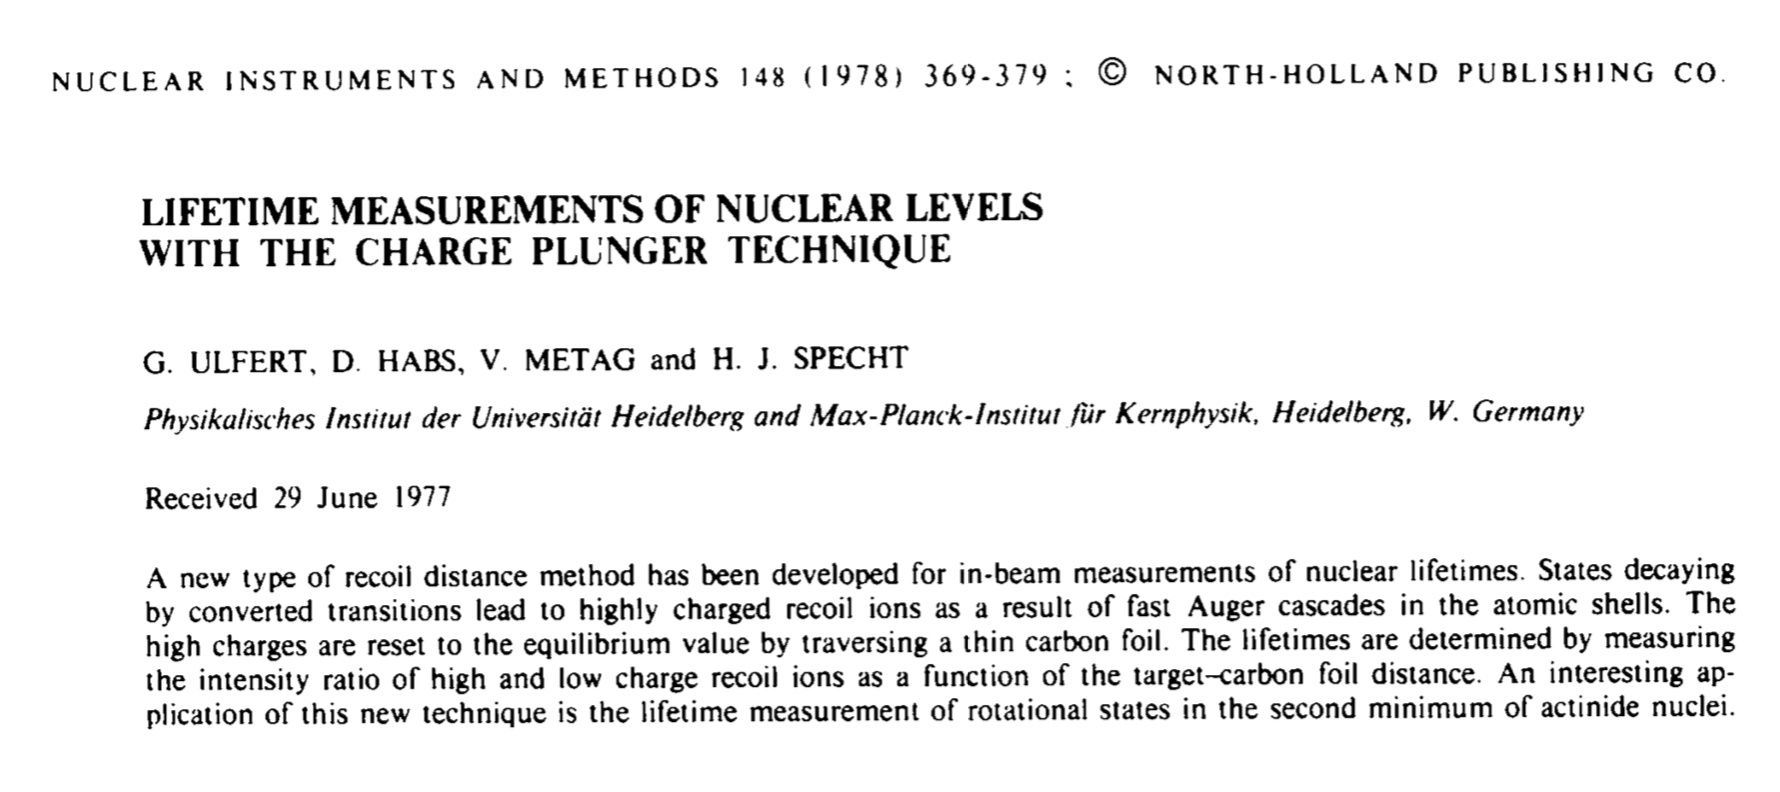 NUCLEAR INSTRUMENTS AND METHODS 148 (1978) 369-379 ; © NORTH-HOLLAND PUBLISHING CO.
LIFETIME MEASUREMENTS OF NUCLEAR LEVELS
WITH THE CHARGE PLUNGER TECHNIQUE
G. ULFERT, D. HABS, V. METAG and H. J. SPECHT
Physikalisches Institut der Universität Heidelberg and Max-Planck-Institut für Kernphysik, Heidelberg, W. Germany
Received 29 June 1977
A new type of recoil distance method has been developed for in-beam measurements of nuclear lifetimes. States decaying
by converted transitions lead to highly charged recoil ions as a result of fast Auger cascades in the atomic shells. The
high charges are reset to the equilibrium value by traversing a thin carbon foil. The lifetimes are determined by measuring
the intensity ratio of high and low charge recoil ions as a function of the target–carbon foil distance. An interesting ap-
plication of this new technique is the lifetime measurement of rotational states in the second minimum of actinide nuclei.